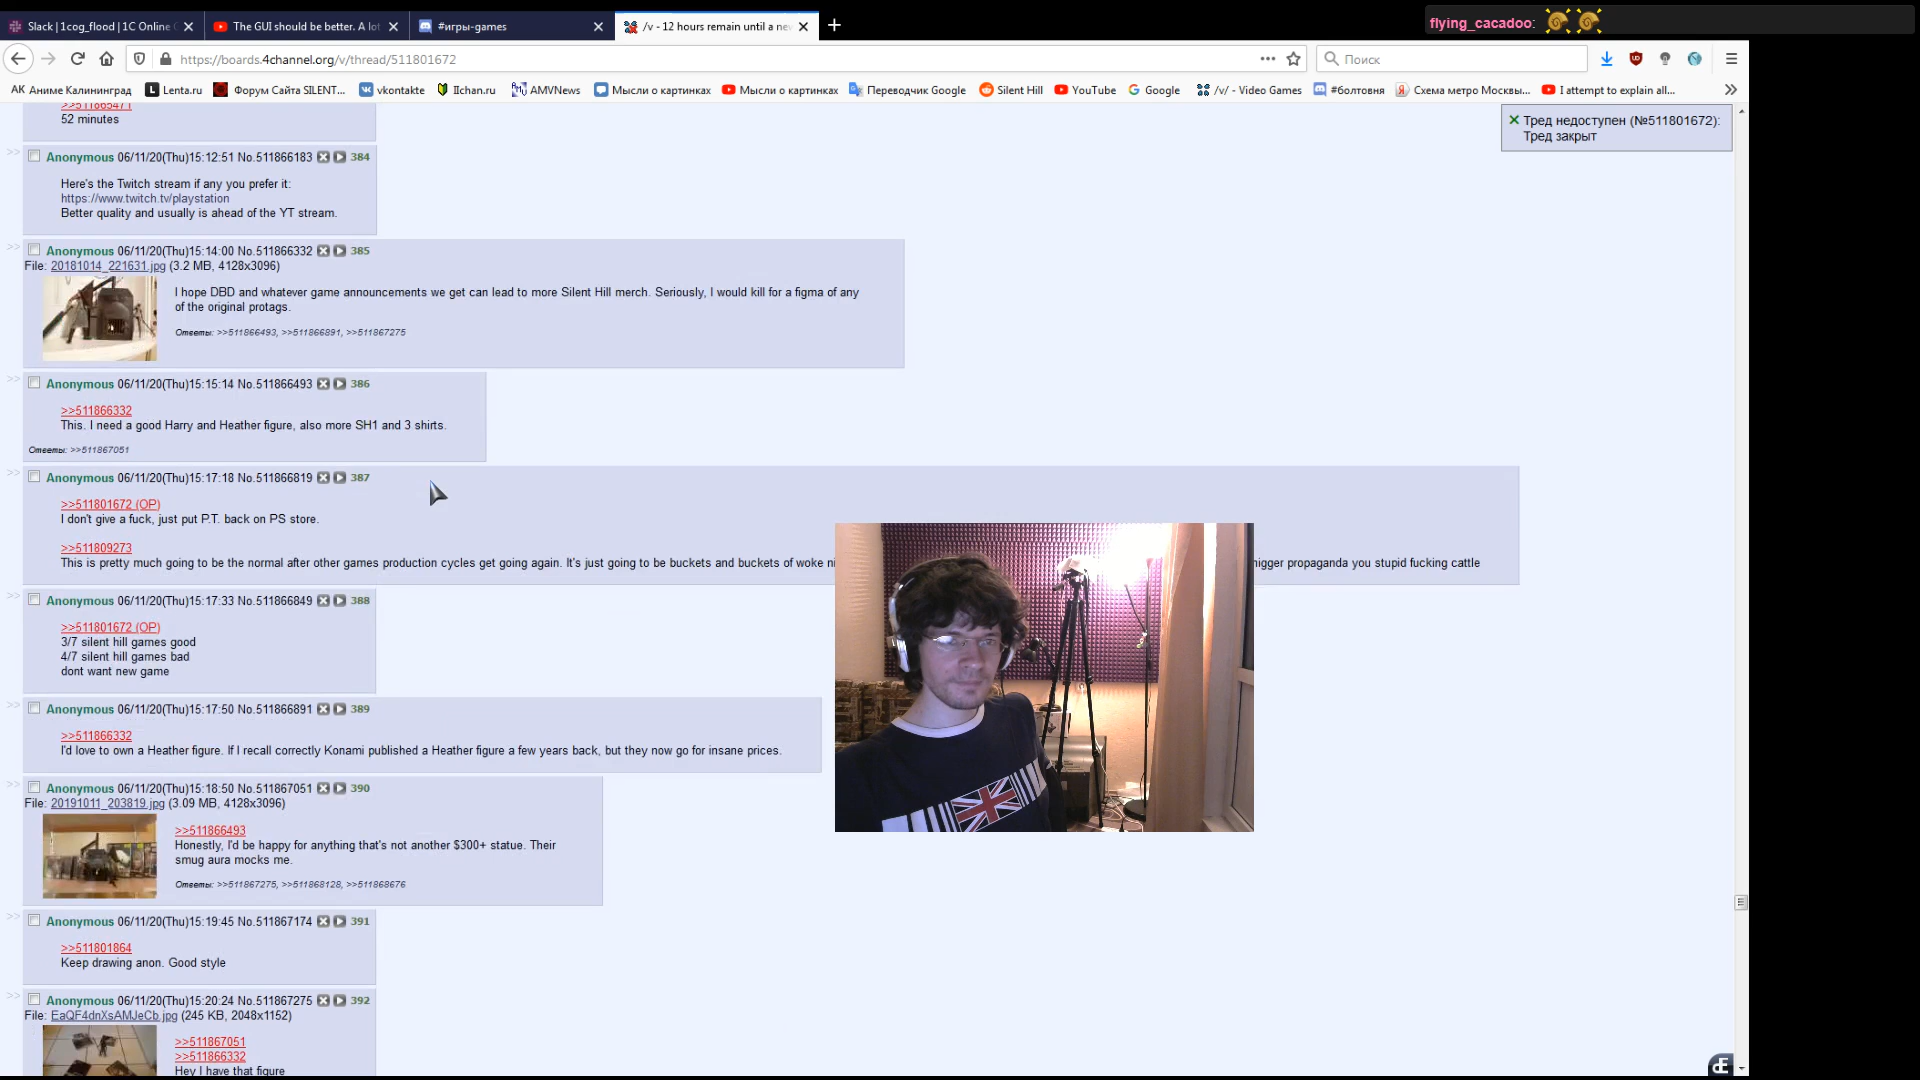 Slack | 1cog_flood | 1C Online
The GUI should be better. A lot
#игры-games
/v - 12 hours remain until a new
flying_cacadoo:
https://boards.4channel.org/v/thread/511801672
Поиск
АК Аниме Калининград
Lenta.ru
Форум Сайта SILENT...
vkontakte
IIchan.ru
AMVNews
Мысли о картинках
Мысли о картинках
Переводчик Google
Silent Hill
YouTube
Google
/v/ - Video Games
#болтовня
Схема метро Москвы...
I attempt to explain all...
Тред недоступен (№511801672):
Тред закрыт
>>511865471
52 minutes
Anonymous 06/11/20(Thu)15:12:51 No.511866183 384
Here's the Twitch stream if any you prefer it:
https://www.twitch.tv/playstation
Better quality and usually is ahead of the YT stream.
Anonymous 06/11/20(Thu)15:14:00 No.511866332 385
File: 20181014_221631.jpg (3.2 MB, 4128x3096)
I hope DBD and whatever game announcements we get can lead to more Silent Hill merch. Seriously, I would kill for a figma of any
of the original protags.
Ответы: >>511866493, >>511866891, >>511867275
Anonymous 06/11/20(Thu)15:15:14 No.511866493 386
>>511866332
This. I need a good Harry and Heather figure, also more SH1 and 3 shirts.
Ответы: >>511867051
Anonymous 06/11/20(Thu)15:17:18 No.511866819 387
>>511801672 (OP)
I don't give a fuck, just put P.T. back on PS store.
>>511809273
This is pretty much going to be the normal after other games production cycles get going again. It's just going to be buckets and buckets of woke ni
nigger propaganda you stupid fucking cattle
Anonymous 06/11/20(Thu)15:17:33 No.511866849 388
>>511801672 (OP)
3/7 silent hill games good
4/7 silent hill games bad
dont want new game
Anonymous 06/11/20(Thu)15:17:50 No.511866891 389
>>511866332
I'd love to own a Heather figure. If I recall correctly Konami published a Heather figure a few years back, but they now go for insane prices.
Anonymous 06/11/20(Thu)15:18:50 No.511867051 390
File: 20191011_203819.jpg (3.09 MB, 4128x3096)
>>511866493
Honestly, I'd be happy for anything that's not another $300+ statue. Their
smug aura mocks me.
Ответы: >>511867275, >>511868128, >>511868676
Anonymous 06/11/20(Thu)15:19:45 No.511867174 391
>>511801864
Keep drawing anon. Good style
Anonymous 06/11/20(Thu)15:20:24 No.511867275 392
File: EaQF4dnXsAMJeCb.jpg (245 KB, 2048x1152)
>>511867051
>>511866332
Hey I have that figure